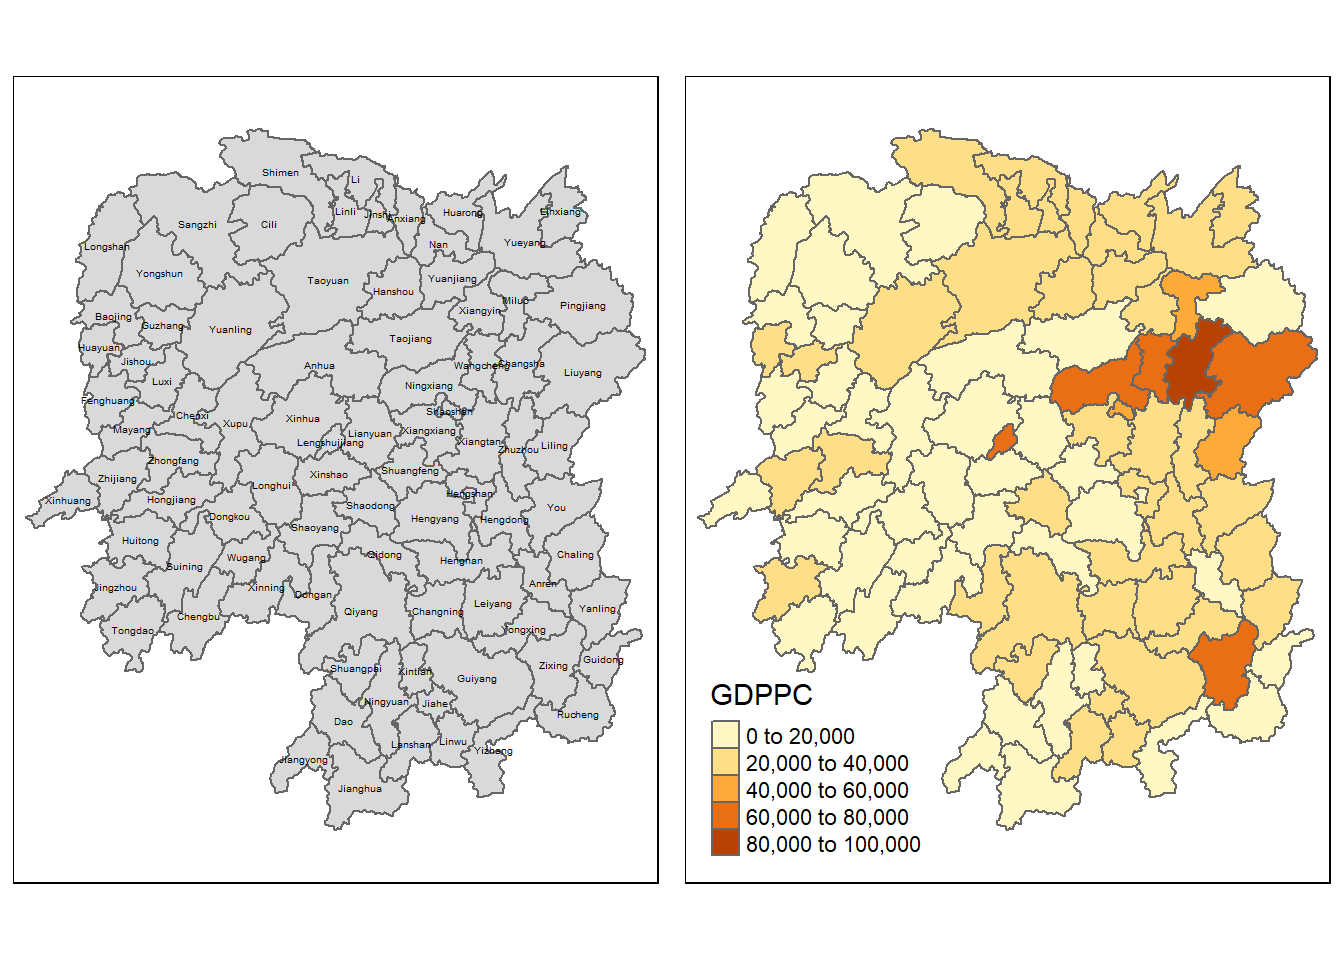 Shimen
Li
Linli
Jinshi
Anxiang
Huarong
Linxiang
Sangzhi
Cili
Nan
Yueyang
Longshan
Yongshun
Taoyuan
Hanshou
Yuanjiang
Baojing
Guzhang
Yuanling
Xiangyin
Miluo
Pingjiang
Huayuan
Jishou
Taojiang
Anhua
Wangcheng
Changsha
Liuyang
Luxi
Ningxiang
Fenghuang
Chenxi
Xupu
Xinhua
Shaoshan
Mayang
Lengshuijiang
Lianyuan
Xiangxiang
Xiangtan
Zhuzhou
Liling
Zhongfang
Zhijiang
Xinshao
Shuangfeng
Xinhuang
Hongjiang
Longhui
Shaodong
Hengshan
You
Dongkou
Shaoyang
Hengyang
Hengdong
Huitong
Wugang
Qidong
Hengnan
Chaling
Suining
Jingzhou
Xinning
Dongan
Anren
Chengbu
Qiyang
Changning
Leiyang
Yanling
Tongdao
Yongxing
Shuangpai
Xintian
Guiyang
Zixing
Guidong
Ningyuan
Jiahe
Rucheng
Dao
Lanshan
Linwu
Yizhang
Jiangyong
Jianghua
GDPPC
0 to 20,000
20,000 to 40,000
40,000 to 60,000
60,000 to 80,000
80,000 to 100,000